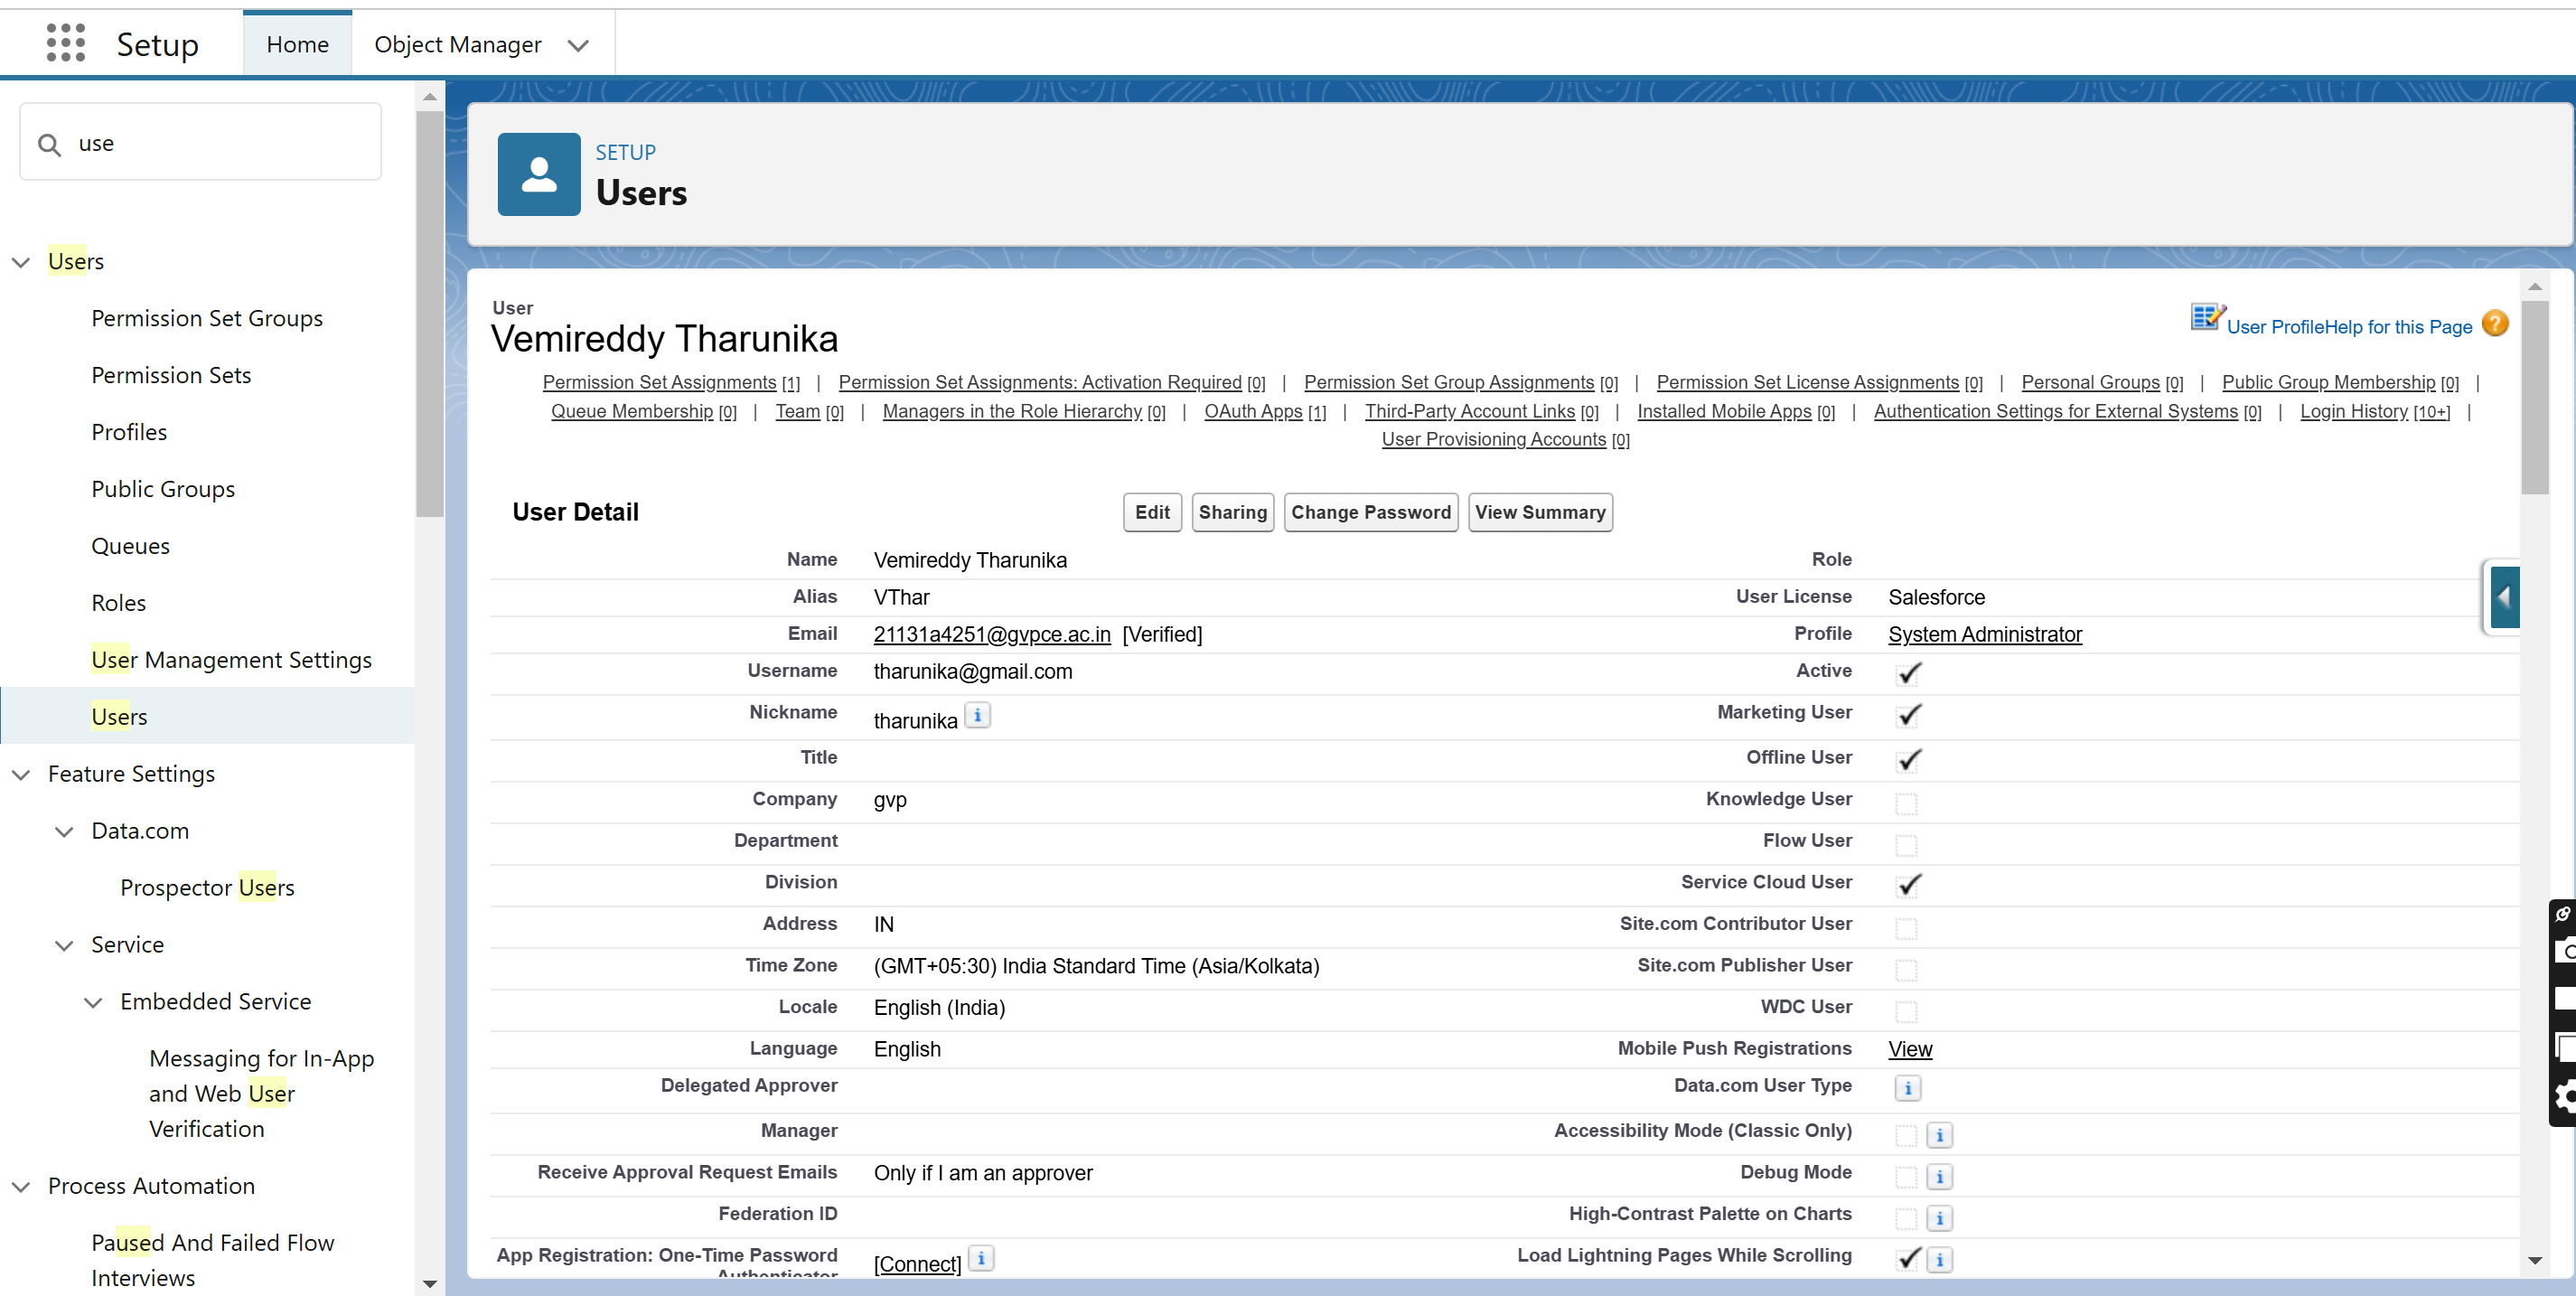 Setup
Home
Object Manager
use
Users
Permission Set Groups
Permission Sets
Profiles
Public Groups
Queues
Roles
User Management Settings
Users
Feature Settings
Data.com
Prospector Users
Service
Embedded Service
Messaging for In-App
and Web User
Verification
Process Automation
Paused And Failed Flow
Interviews
SETUP
Users
User
Vemireddy Tharunika
User Profile Help for this Page ?
Permission Set Assignments [1] | Permission Set Assignments: Activation Required [0] | Permission Set Group Assignments [0] | Permission Set License Assignments [0] | Personal Groups [0] | Public Group Membership [0] |
Queue Membership [0] | Team [0] | Managers in the Role Hierarchy [0] | OAuth Apps [1] | Third-Party Account Links [0] | Installed Mobile Apps [0] | Authentication Settings for External Systems [0] | Login History [10+] |
User Provisioning Accounts [0]
User Detail
Edit Sharing Change Password View Summary
Name Vemireddy Tharunika Role
Alias VThar User License Salesforce
Email 21131a4251@gvpce.ac.in [Verified] Profile System Administrator
Username tharunika@gmail.com Active
Nickname tharunika i Marketing User
Title Offline User
Company gvp Knowledge User
Department Flow User
Division Service Cloud User
Address IN Site.com Contributor User
Time Zone (GMT+05:30) India Standard Time (Asia/Kolkata) Site.com Publisher User
Locale English (India) WDC User
Language English Mobile Push Registrations View
Delegated Approver Data.com User Type i
Manager Accessibility Mode (Classic Only) i
Receive Approval Request Emails Only if I am an approver Debug Mode i
Federation ID High-Contrast Palette on Charts i
App Registration: One-Time Password [Connect] i Load Lightning Pages While Scrolling i
Authenticator